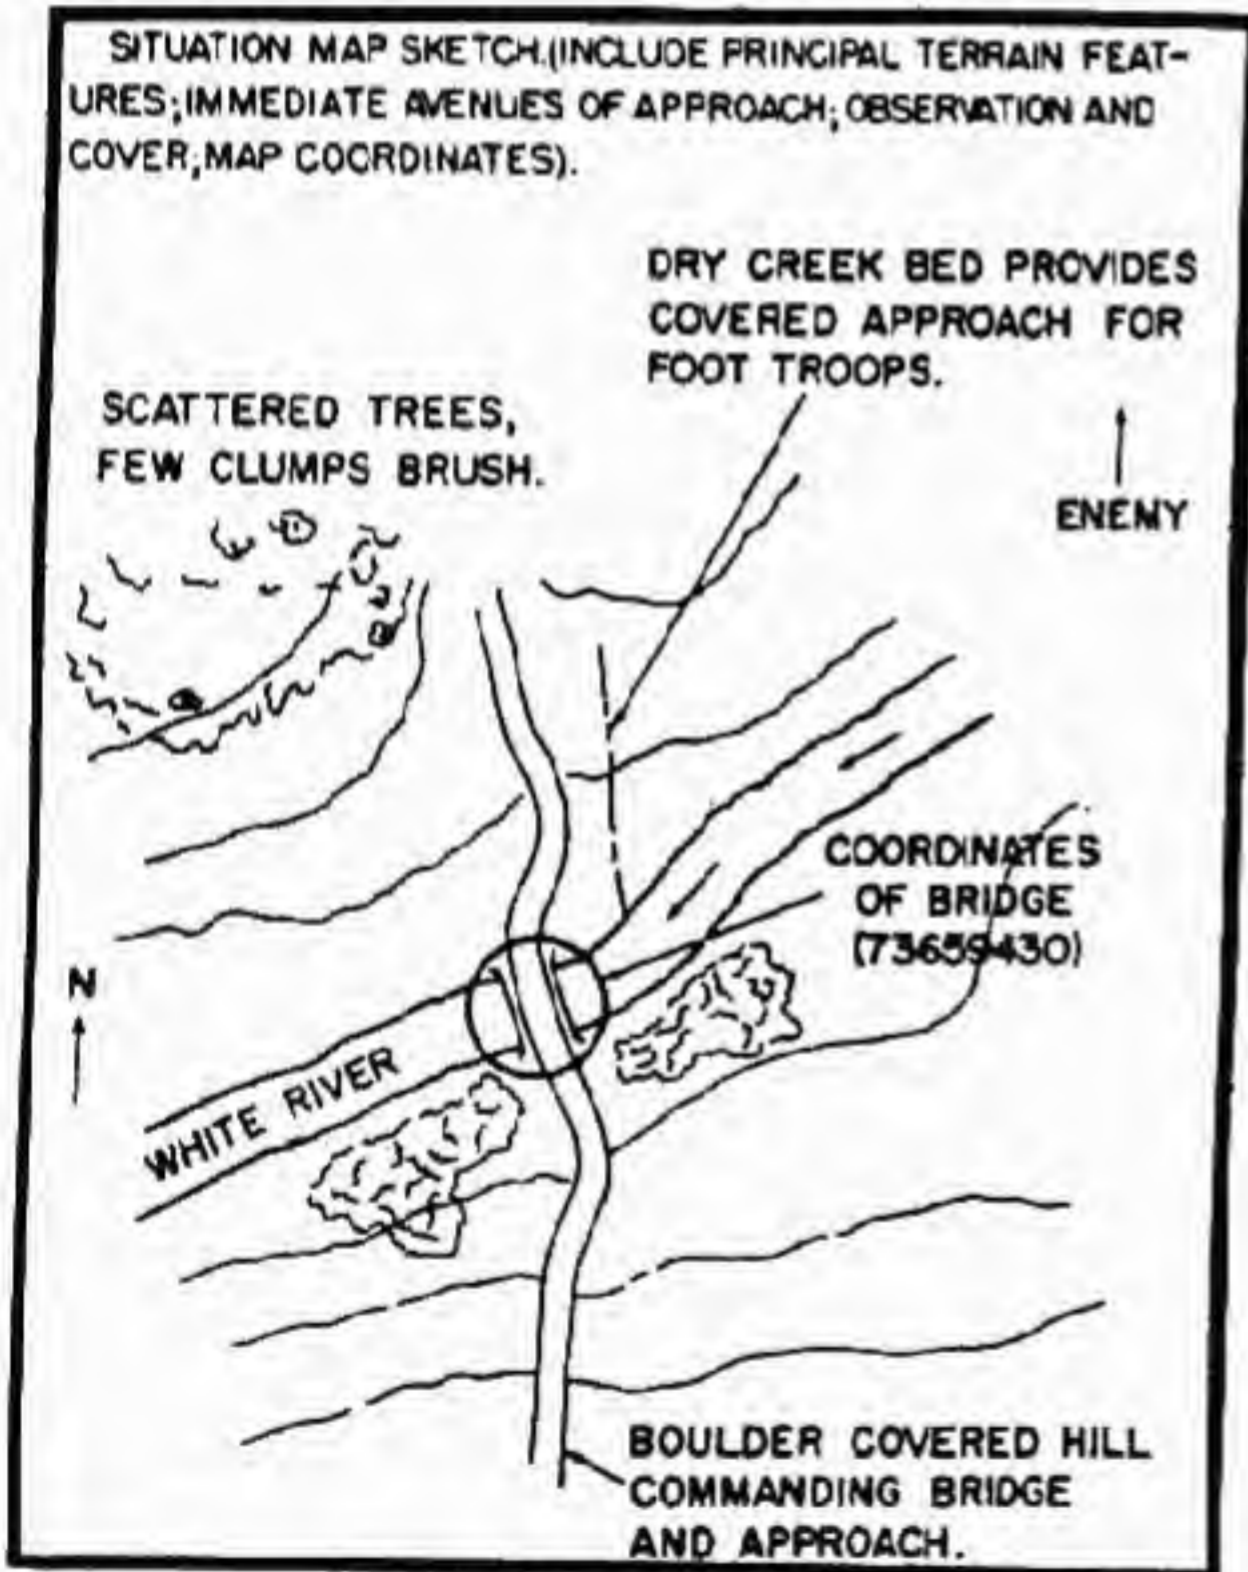 SITUATION MAP SKETCH.(INCLUDE PRINCIPAL TERRAIN FEAT-
URES;IMMEDIATE AVENUES OF APPROACH;OBSERVATION AND
COVER;MAP COORDINATES).
DRY CREEK BED PROVIDES
COVERED APPROACH FOR
FOOT TROOPS.
SCATTERED TREES,
FEW CLUMPS BRUSH.
ENEMY
COORDINATES
OF BRIDGE
(73659430)
N
WHITE RIVER
BOULDER COVERED HILL
COMMANDING BRIDGE
AND APPROACH.